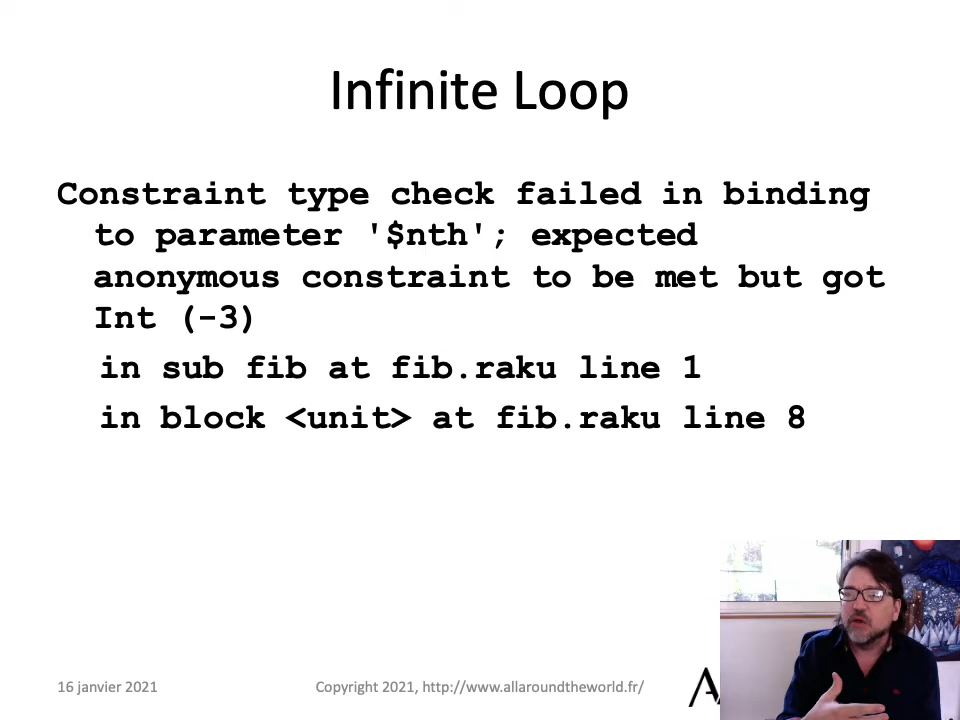 Infinite Loop
Constraint type check failed in binding
to parameter '$nth'; expected
anonymous constraint to be met but got
Int (-3)
in sub fib at fib.raku line 1
in block <unit> at fib.raku line 8
16 janvier 2021
Copyright 2021, http://www.allaroundtheworld.fr/